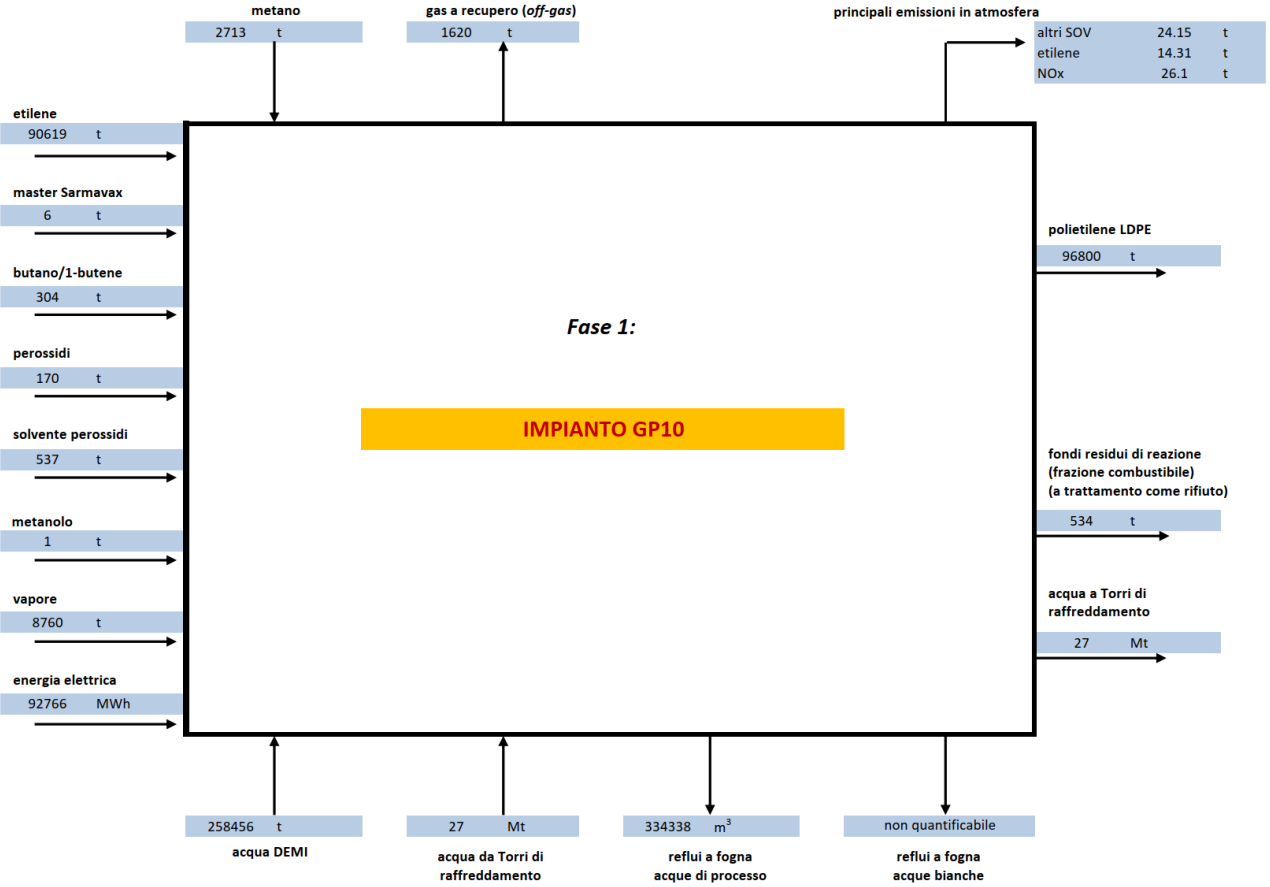 metano
2713 t
gas a recupero (off-gas)
1620 t
principali emissioni in atmosfera
altri SOV 24.15 t
etilene 14.31 t
NOx 26.1 t
etilene
90619 t
master Sarmavax
6 t
butano/1-butene
304 t
perossidi
170 t
solvente perossidi
537 t
metanolo
1 t
vapore
8760 t
energia elettrica
92766 MWh
Fase 1:
IMPIANTO GP10
polietilene LDPE
96800 t
fondi residui di reazione
(frazione combustibile)
(a trattamento come rifiuto)
534 t
acqua a Torri di
raffreddamento
27 Mt
258456 t
acqua DEMI
27 Mt
acqua da Torri di
raffreddamento
334338 m³
reflui a fogna
acque di processo
non quantificabile
reflui a fogna
acque bianche